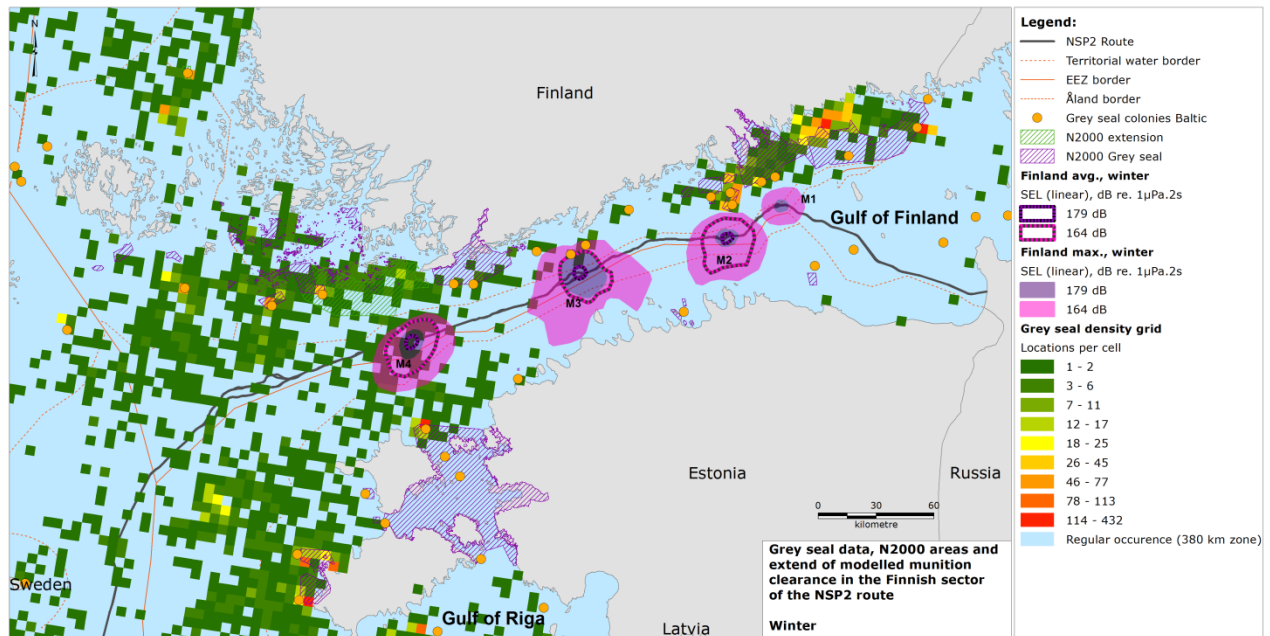 N
Finland
M1
Gulf of Finland
M2
M3
M4
Estonia
Russia
0 30 60
kilometre
Sweden
Gulf of Riga
Latvia
Grey seal data, N2000 areas and
extend of modelled munition
clearance in the Finnish sector
of the NSP2 route
Winter
Legend:
NSP2 Route
Territorial water border
EEZ border
Åland border
Grey seal colonies Baltic
N2000 extension
N2000 Grey seal
Finland avg., winter
SEL (linear), dB re. 1µPa.2s
179 dB
164 dB
Finland max., winter
SEL (linear), dB re. 1µPa.2s
179 dB
164 dB
Grey seal density grid
Locations per cell
1 - 2
3 - 6
7 - 11
12 - 17
18 - 25
26 - 45
46 - 77
78 - 113
114 - 432
Regular occurence (380 km zone)